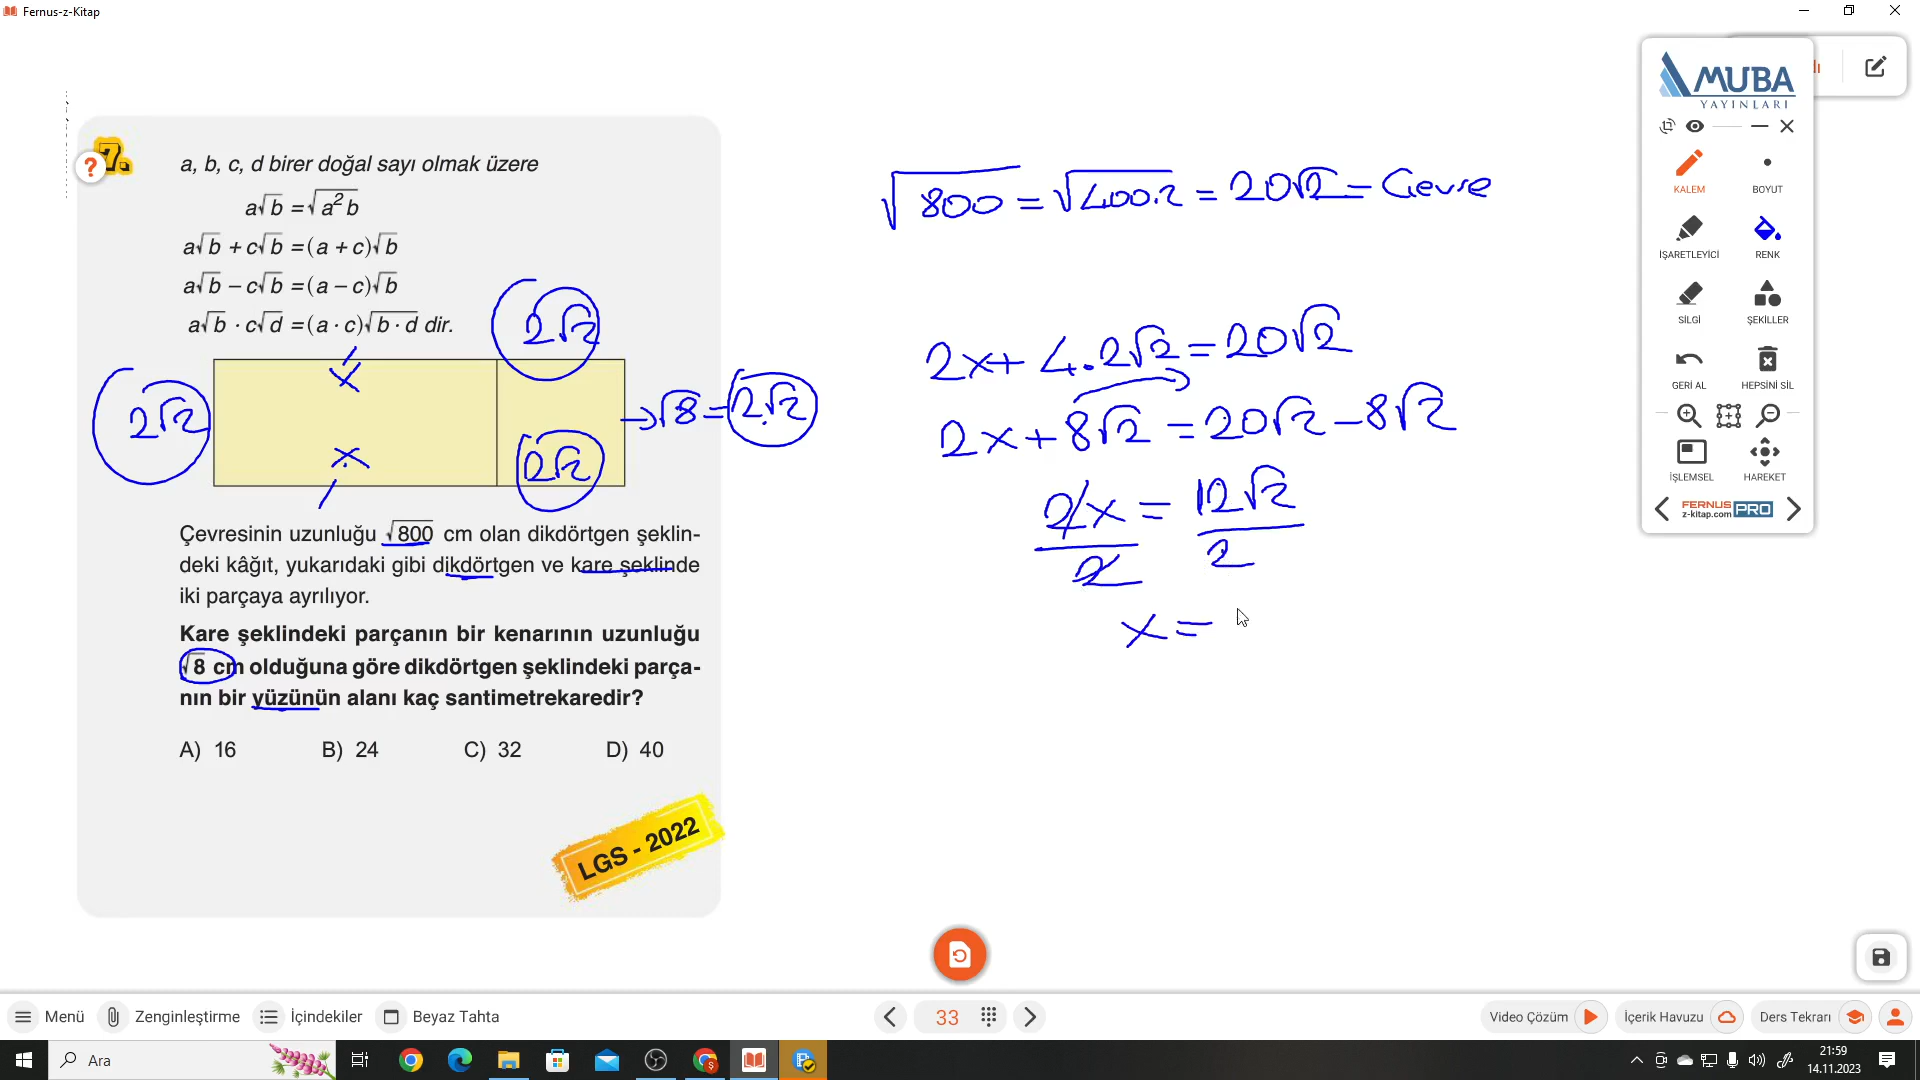 Fernus-z-Kitap
7.
?
a, b, c, d birer doğal sayı olmak üzere
a√b = √a²b
a√b + c√b = (a + c)√b
a√b – c√b = (a – c)√b
a√b · c√d = (a · c)√b · d dir.
2√2
x
2√2
→√8 = 2√2
x
2√2
Çevresinin uzunluğu √800 cm olan dikdörtgen şeklin-
deki kâğıt, yukarıdaki gibi dikdörtgen ve kare şeklinde
iki parçaya ayrılıyor.
Kare şeklindeki parçanın bir kenarının uzunluğu
√8 cm olduğuna göre dikdörtgen şeklindeki parça-
nın bir yüzünün alanı kaç santimetrekaredir?
A) 16 B) 24 C) 32 D) 40
LGS - 2022
√800 = √400.2 = 20√2 = Çevre
2x + 4.2√2 = 20√2
2x + 8√2 = 20√2 – 8√2
2x = 12√2
2 2
x =
MUBA
YAYINLARI
KALEM BOYUT
İŞARETLEYİCİ RENK
SİLGİ ŞEKİLLER
GERİ AL HEPSİNİ SİL
İŞLEMSEL HAREKET
FERNUS
z-kitap.com PRO
Menü Zenginleştirme İçindekiler Beyaz Tahta 33 Video Çözüm İçerik Havuzu Ders Tekrarı
Ara
21:59
14.11.2023